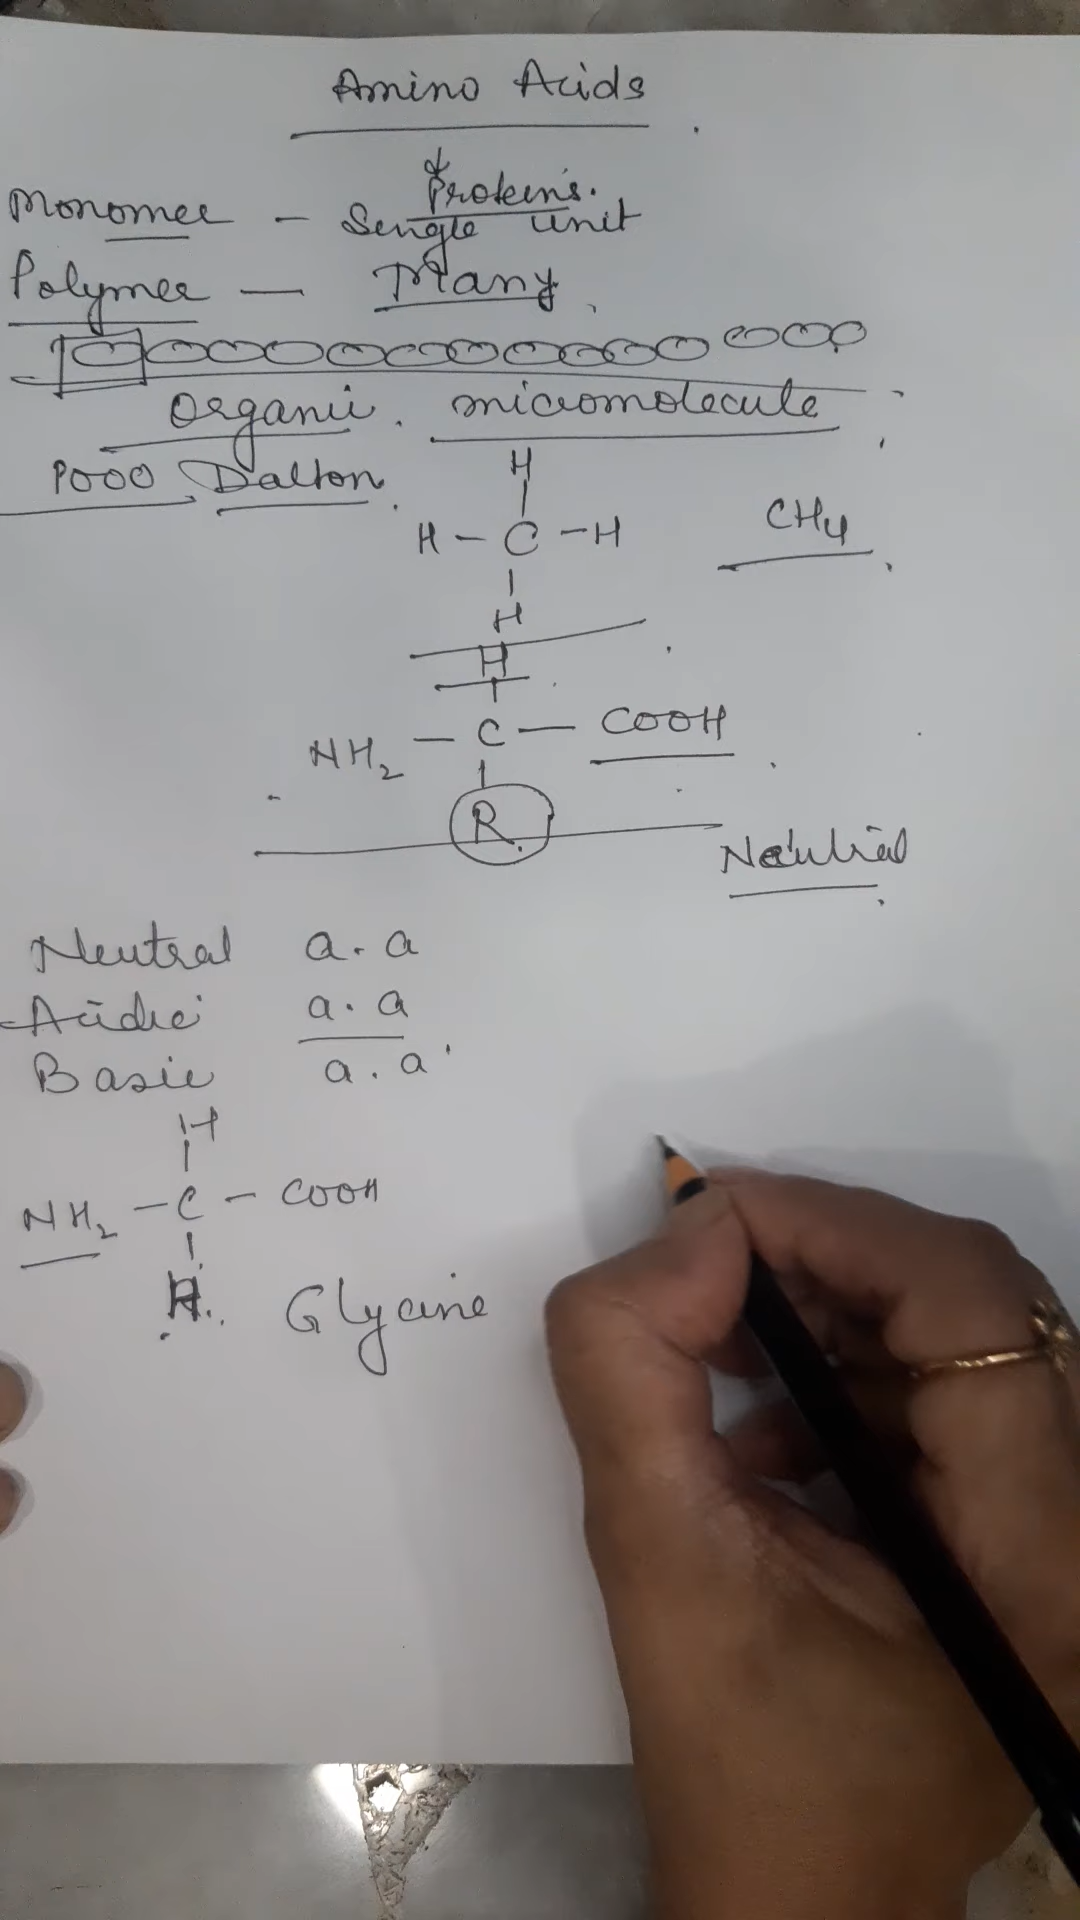 Amino Acids
& Proteins.
Monomer - Single unit
Polymer - Many
Organic micromolecule
1000 Dalton.
H
H - C - H CH4
H
H
NH2 - C - COOH
R
Neutral
Neutral a.a
Acidic a.a
Basic a.a
H
NH2 - C - COOH
H
Glycine